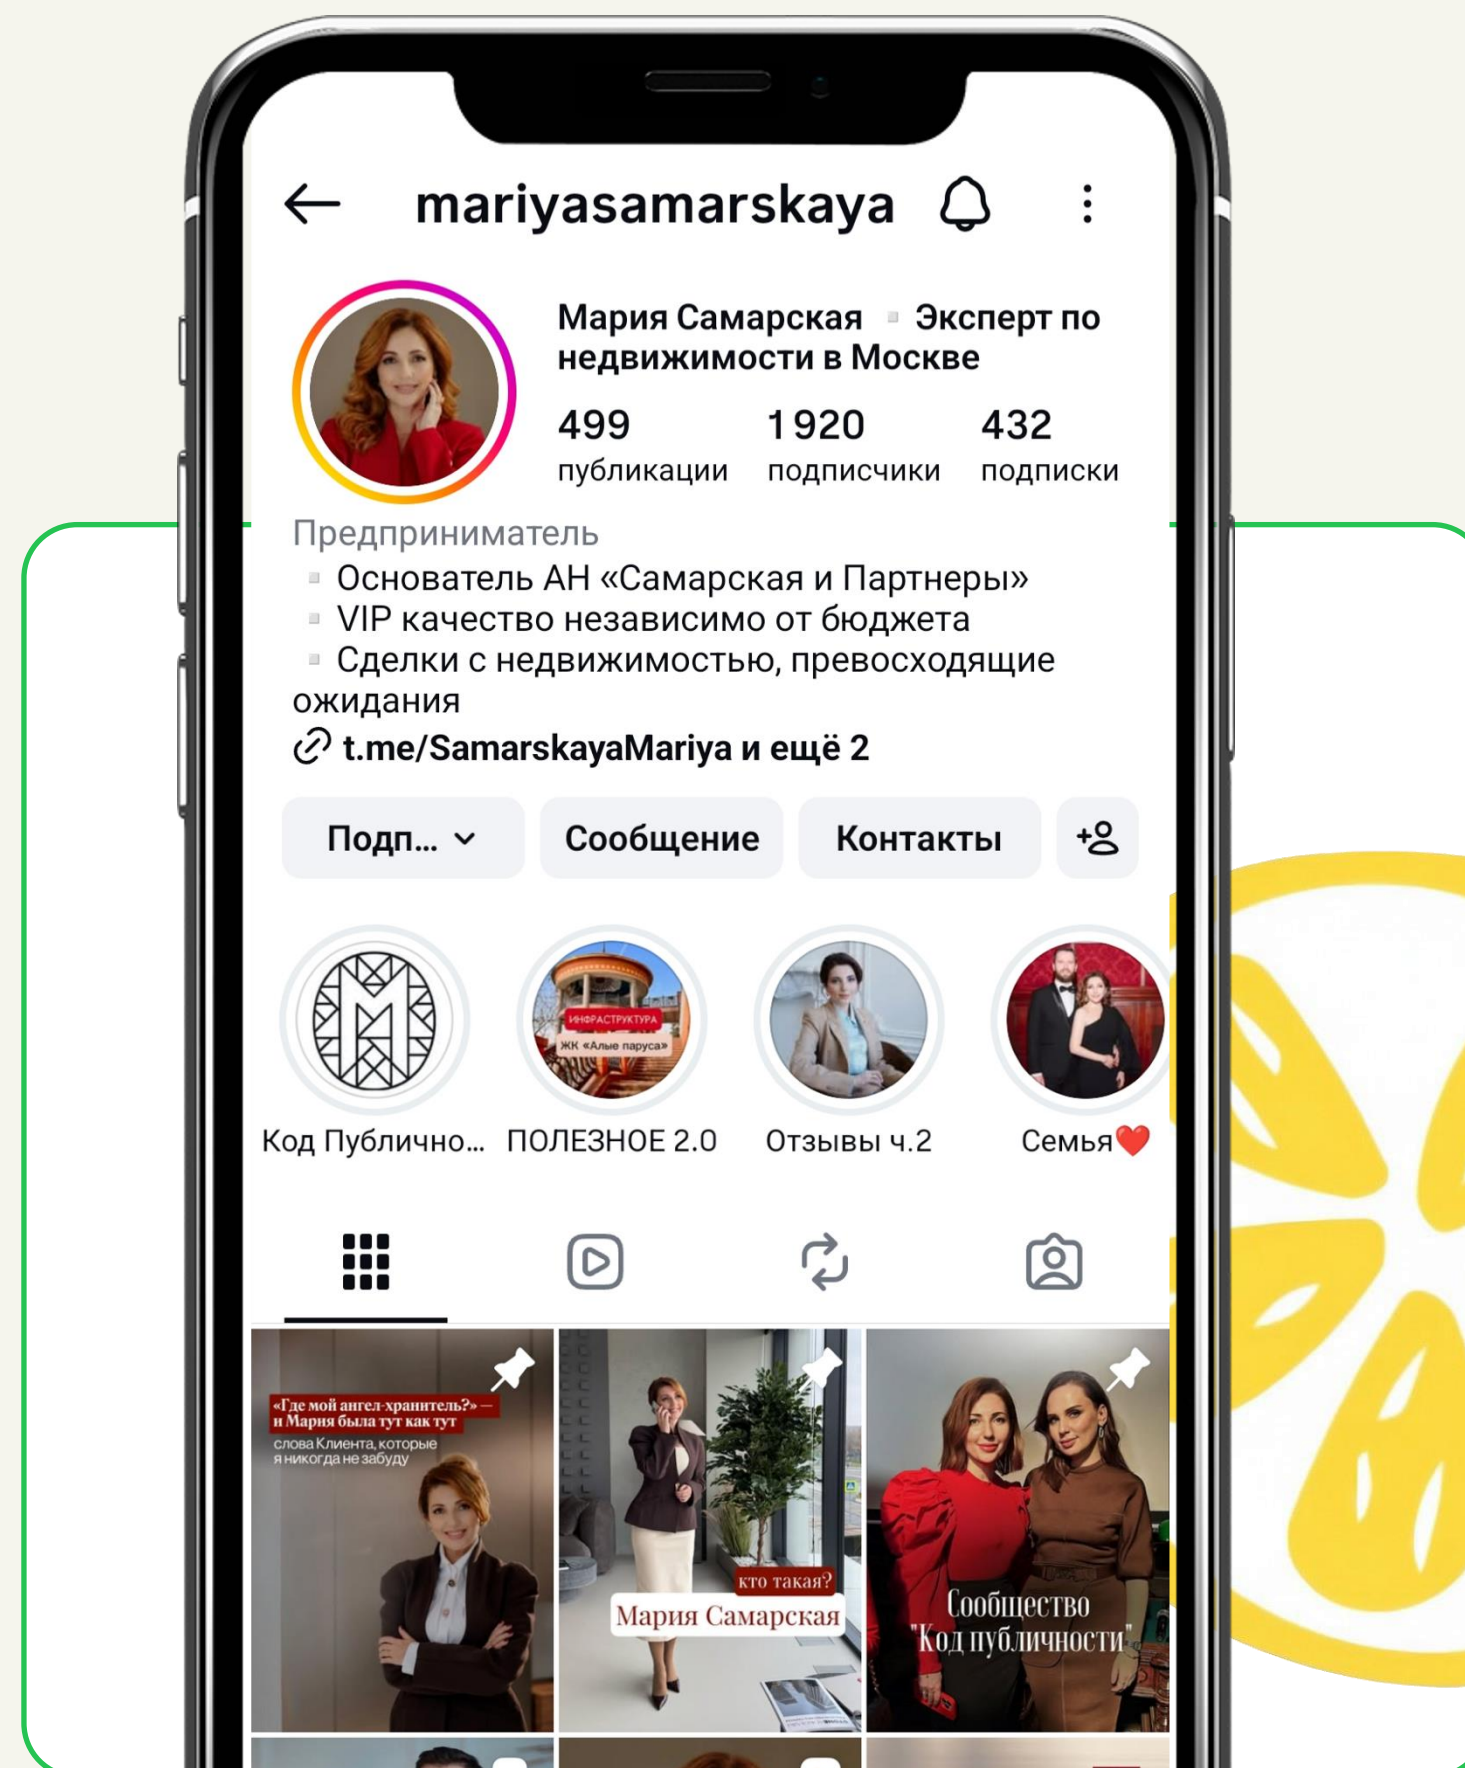 mariyasamarskaya
Мария Самарская ▫️ Эксперт по
недвижимости в Москве
499 1 920 432
публикации подписчики подписки
Предприниматель
▫️ Основатель АН «Самарская и Партнеры»
▫️ VIP качество независимо от бюджета
▫️ Сделки с недвижимостью, превосходящие
ожидания
t.me/SamarskayaMariya и ещё 2
Подп... Сообщение Контакты
ИНФРАСТРУКТУРА
ЖК «Алые паруса»
Код Публично... ПОЛЕЗНОЕ 2.0 Отзывы ч.2 Семья❤️
«Где мой ангел-хранитель?» —
и Мария была тут как тут
слова Клиента, которые
я никогда не забуду
кто такая?
Мария Самарская
Сообщество
"Код публичности"